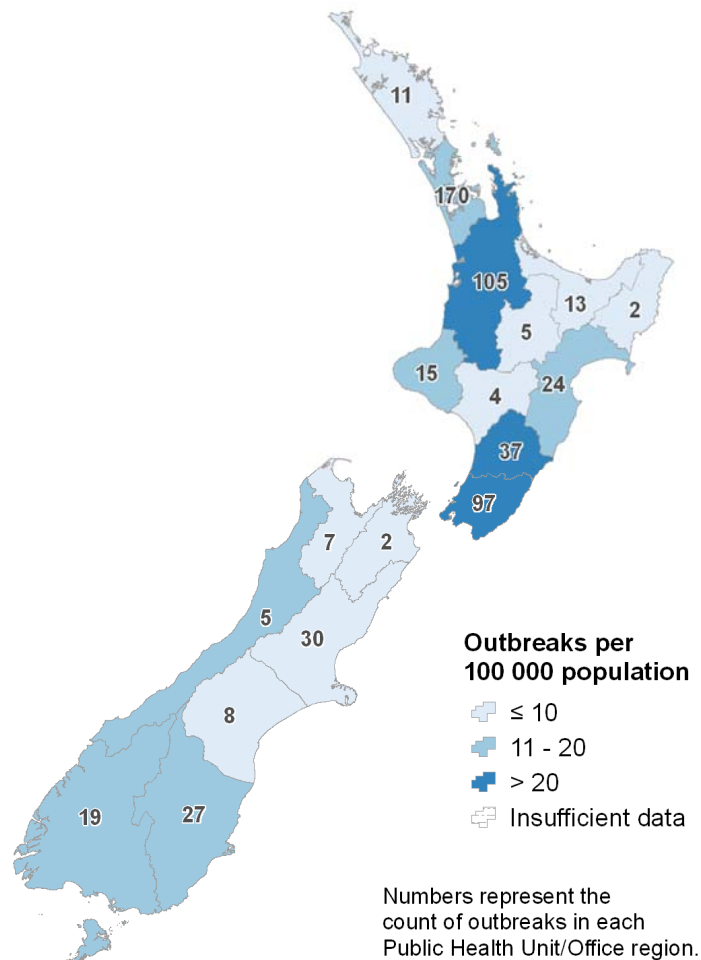 11
170
105
13
2
5
15
24
4
37
97
7
2
5
30
8
19
27
Outbreaks per
100 000 population
≤ 10
11 - 20
> 20
Insufficient data
Numbers represent the
count of outbreaks in each
Public Health Unit/Office region.